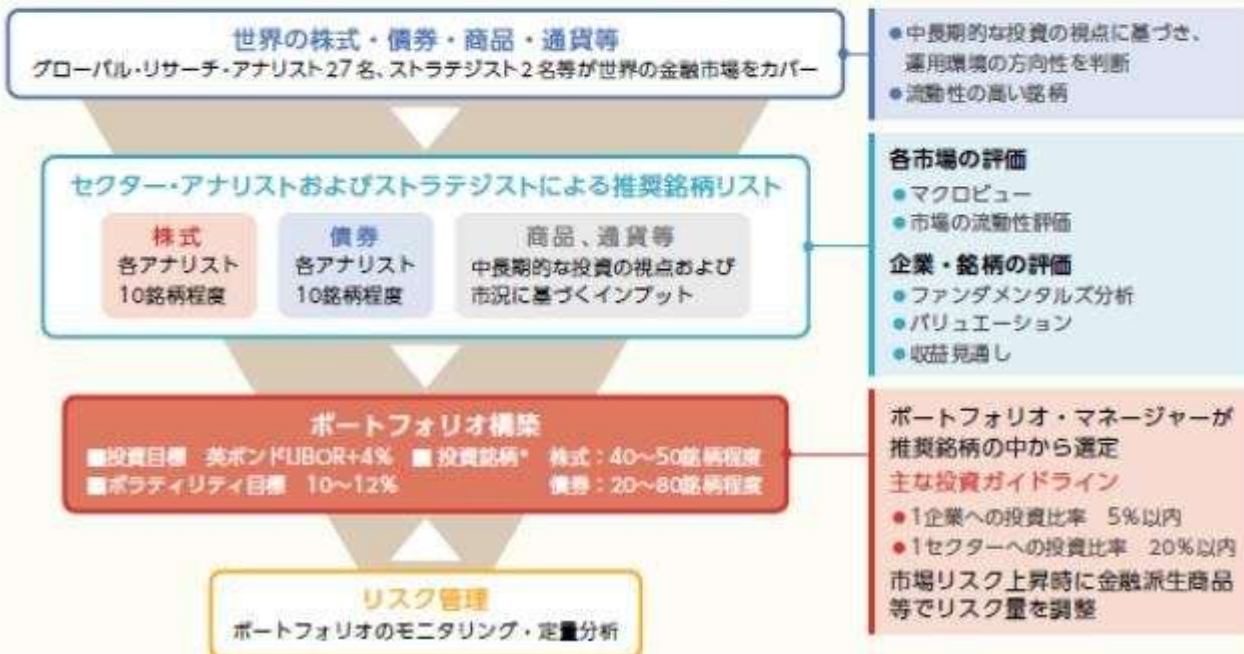 世界の株式・債券・商品・通貨等
グローバル・リサーチ・アナリスト27名、ストラテジスト2名等が世界の金融市場をカバー
●中長期的な投資の視点に基づき、
運用環境の方向性を判断
●流動性の高い銘柄
セクター・アナリストおよびストラテジストによる推奨銘柄リスト
株式
各アナリスト
10銘柄程度
債券
各アナリスト
10銘柄程度
商品、通貨等
中長期的な投資の視点および
市況に基づくインプット
各市場の評価
●マクロビュー
●市場の流動性評価
企業・銘柄の評価
●ファンダメンタルズ分析
●バリュエーション
●収益見通し
ポートフォリオ構築
■投資目標 英ポンドLIBOR+4% ■投資銘柄* 株式：40～50銘柄程度
■ボラティリティ目標 10～12% 債券：20～80銘柄程度
ポートフォリオ・マネージャーが
推奨銘柄の中から選定
主な投資ガイドライン
●1企業への投資比率 5%以内
●1セクターへの投資比率 20%以内
市場リスク上昇時に金融派生商品
等でリスク量を調整
リスク管理
ポートフォリオのモニタリング・定量分析